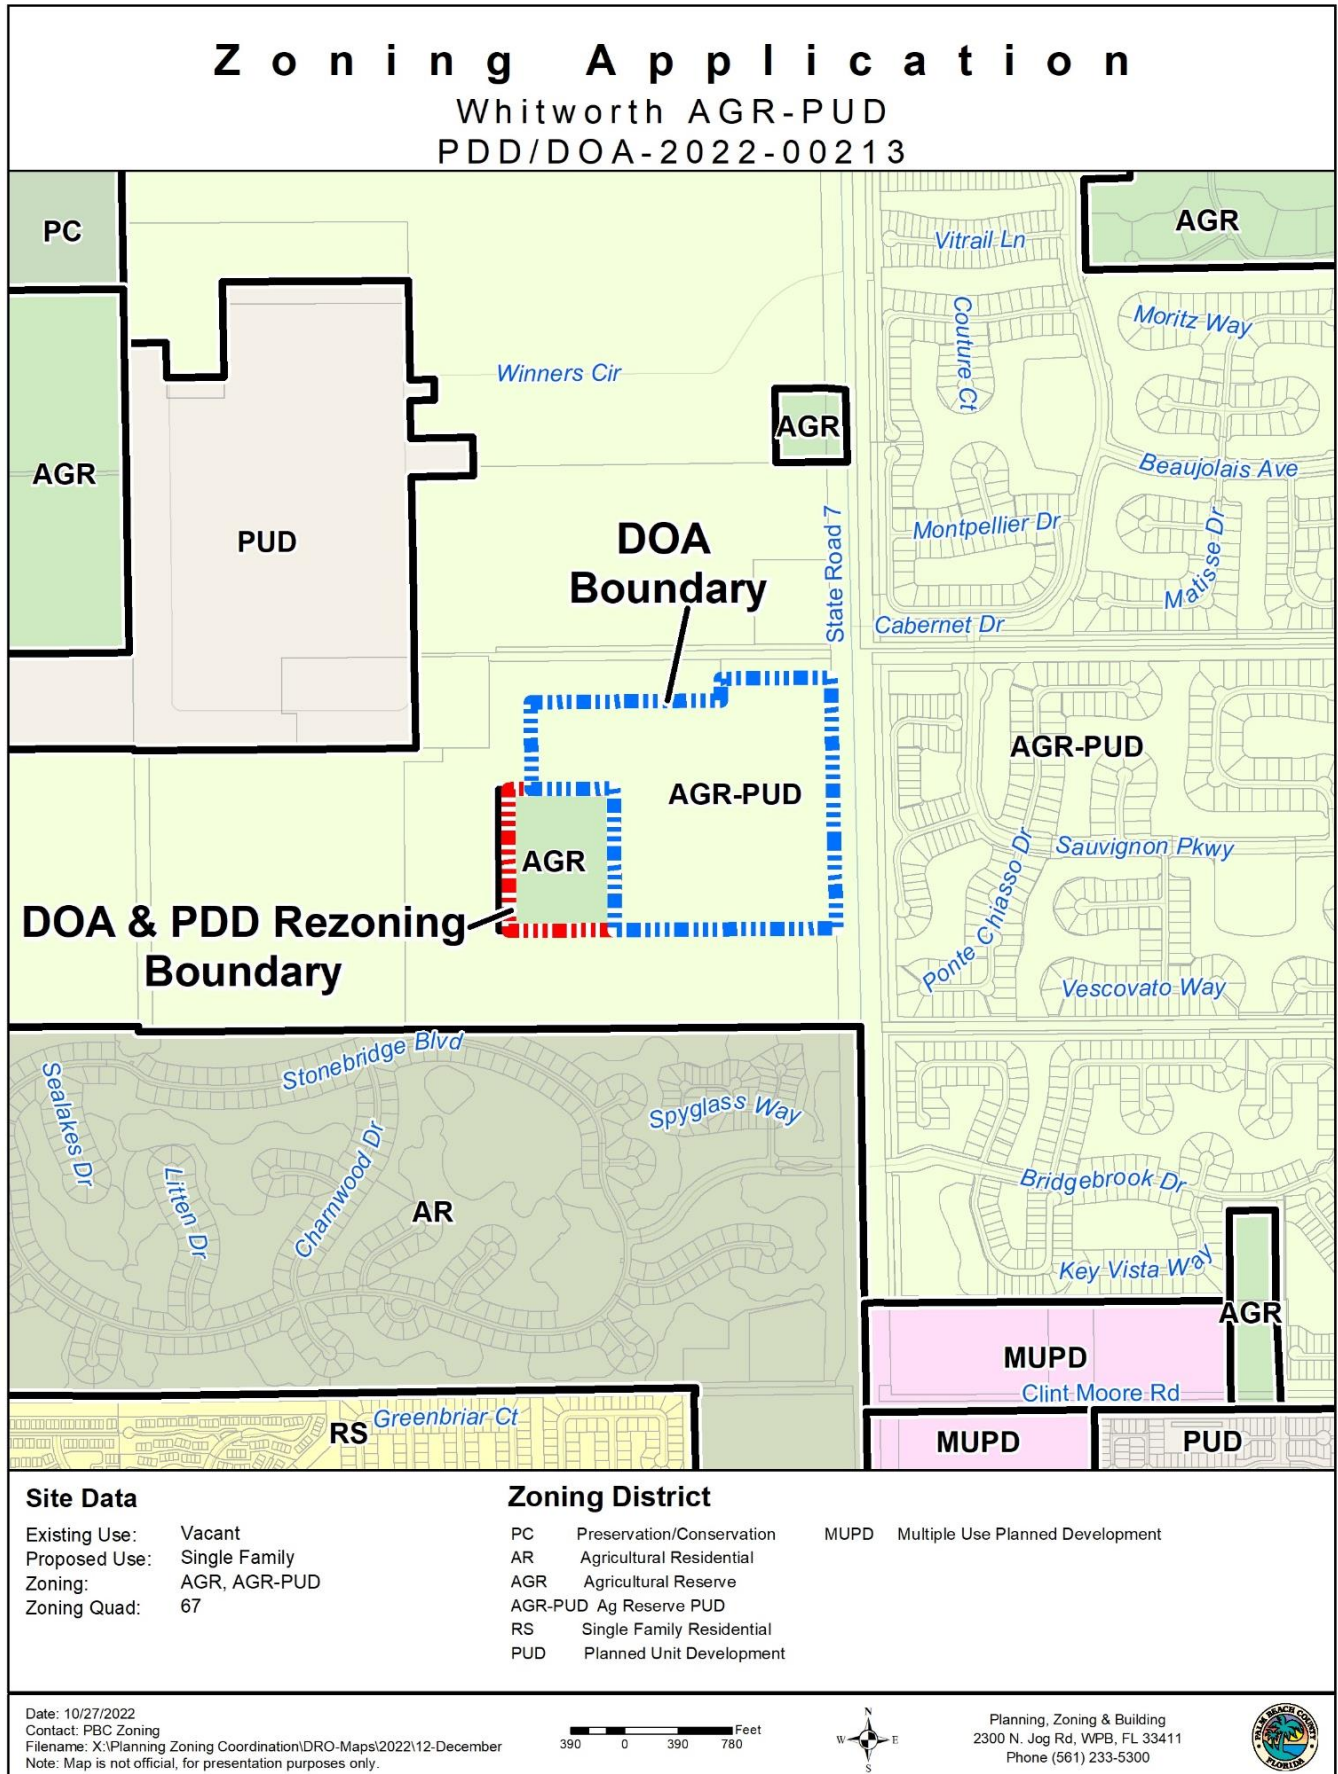 Zoning Application
Whitworth AGR-PUD
PDD/DOA-2022-00213
PC
AGR
Vitrail Ln
Couture Ct
Moritz Way
Winners Cir
AGR
AGR
Beaujolais Ave
PUD
DOA
Boundary
State Road 7
Montpellier Dr
Matisse Dr
Cabernet Dr
AGR-PUD
AGR-PUD
AGR
Sauvignon Pkwy
Ponte Chiasso Dr
DOA & PDD Rezoning
Boundary
Vescovato Way
Stonebridge Blvd
Sealakes Dr
Spyglass Way
Litten Dr
Charnwood Dr
AR
Bridgebrook Dr
Key Vista Way
AGR
MUPD
Clint Moore Rd
RS
Greenbriar Ct
MUPD
PUD
Site Data
Existing Use: Vacant
Proposed Use: Single Family
Zoning: AGR, AGR-PUD
Zoning Quad: 67
Zoning District
PC Preservation/Conservation
AR Agricultural Residential
AGR Agricultural Reserve
AGR-PUD Ag Reserve PUD
RS Single Family Residential
PUD Planned Unit Development
MUPD Multiple Use Planned Development
Date: 10/27/2022
Contact: PBC Zoning
Filename: X:\Planning Zoning Coordination\DRO-Maps\2022\12-December
Note: Map is not official, for presentation purposes only.
Feet
390 0 390 780
N
W E
S
Planning, Zoning & Building
2300 N. Jog Rd, WPB, FL 33411
Phone (561) 233-5300
PALM BEACH COUNTY
FLORIDA